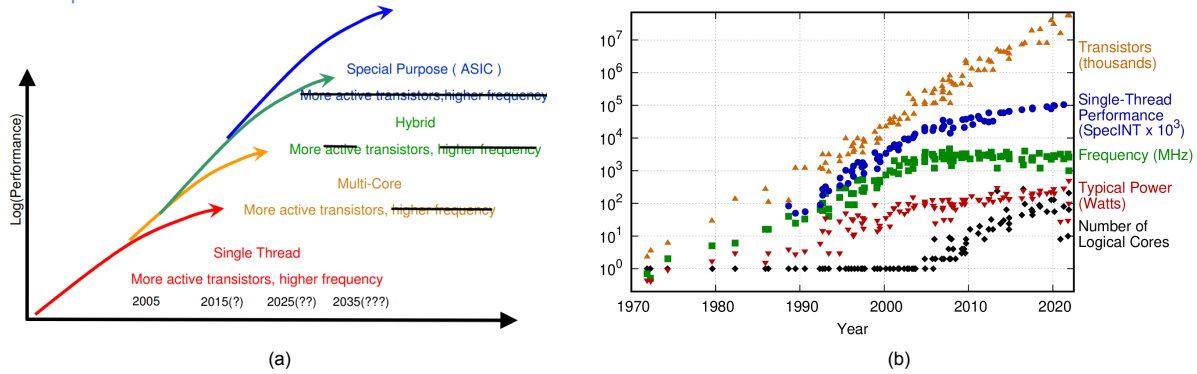 Log(Performance)
Special Purpose ( ASIC )
More active transistors,higher frequency
Hybrid
More active transistors, higher frequency
Multi-Core
More active transistors, higher frequency
Single Thread
More active transistors, higher frequency
2005 2015(?) 2025(??) 2035(???)
(a)
10^7
10^6
10^5
10^4
10^3
10^2
10^1
10^0
1970 1980 1990 2000 2010 2020
Year
Transistors
(thousands)
Single-Thread
Performance
(SpecINT x 10^3)
Frequency (MHz)
Typical Power
(Watts)
Number of
Logical Cores
(b)